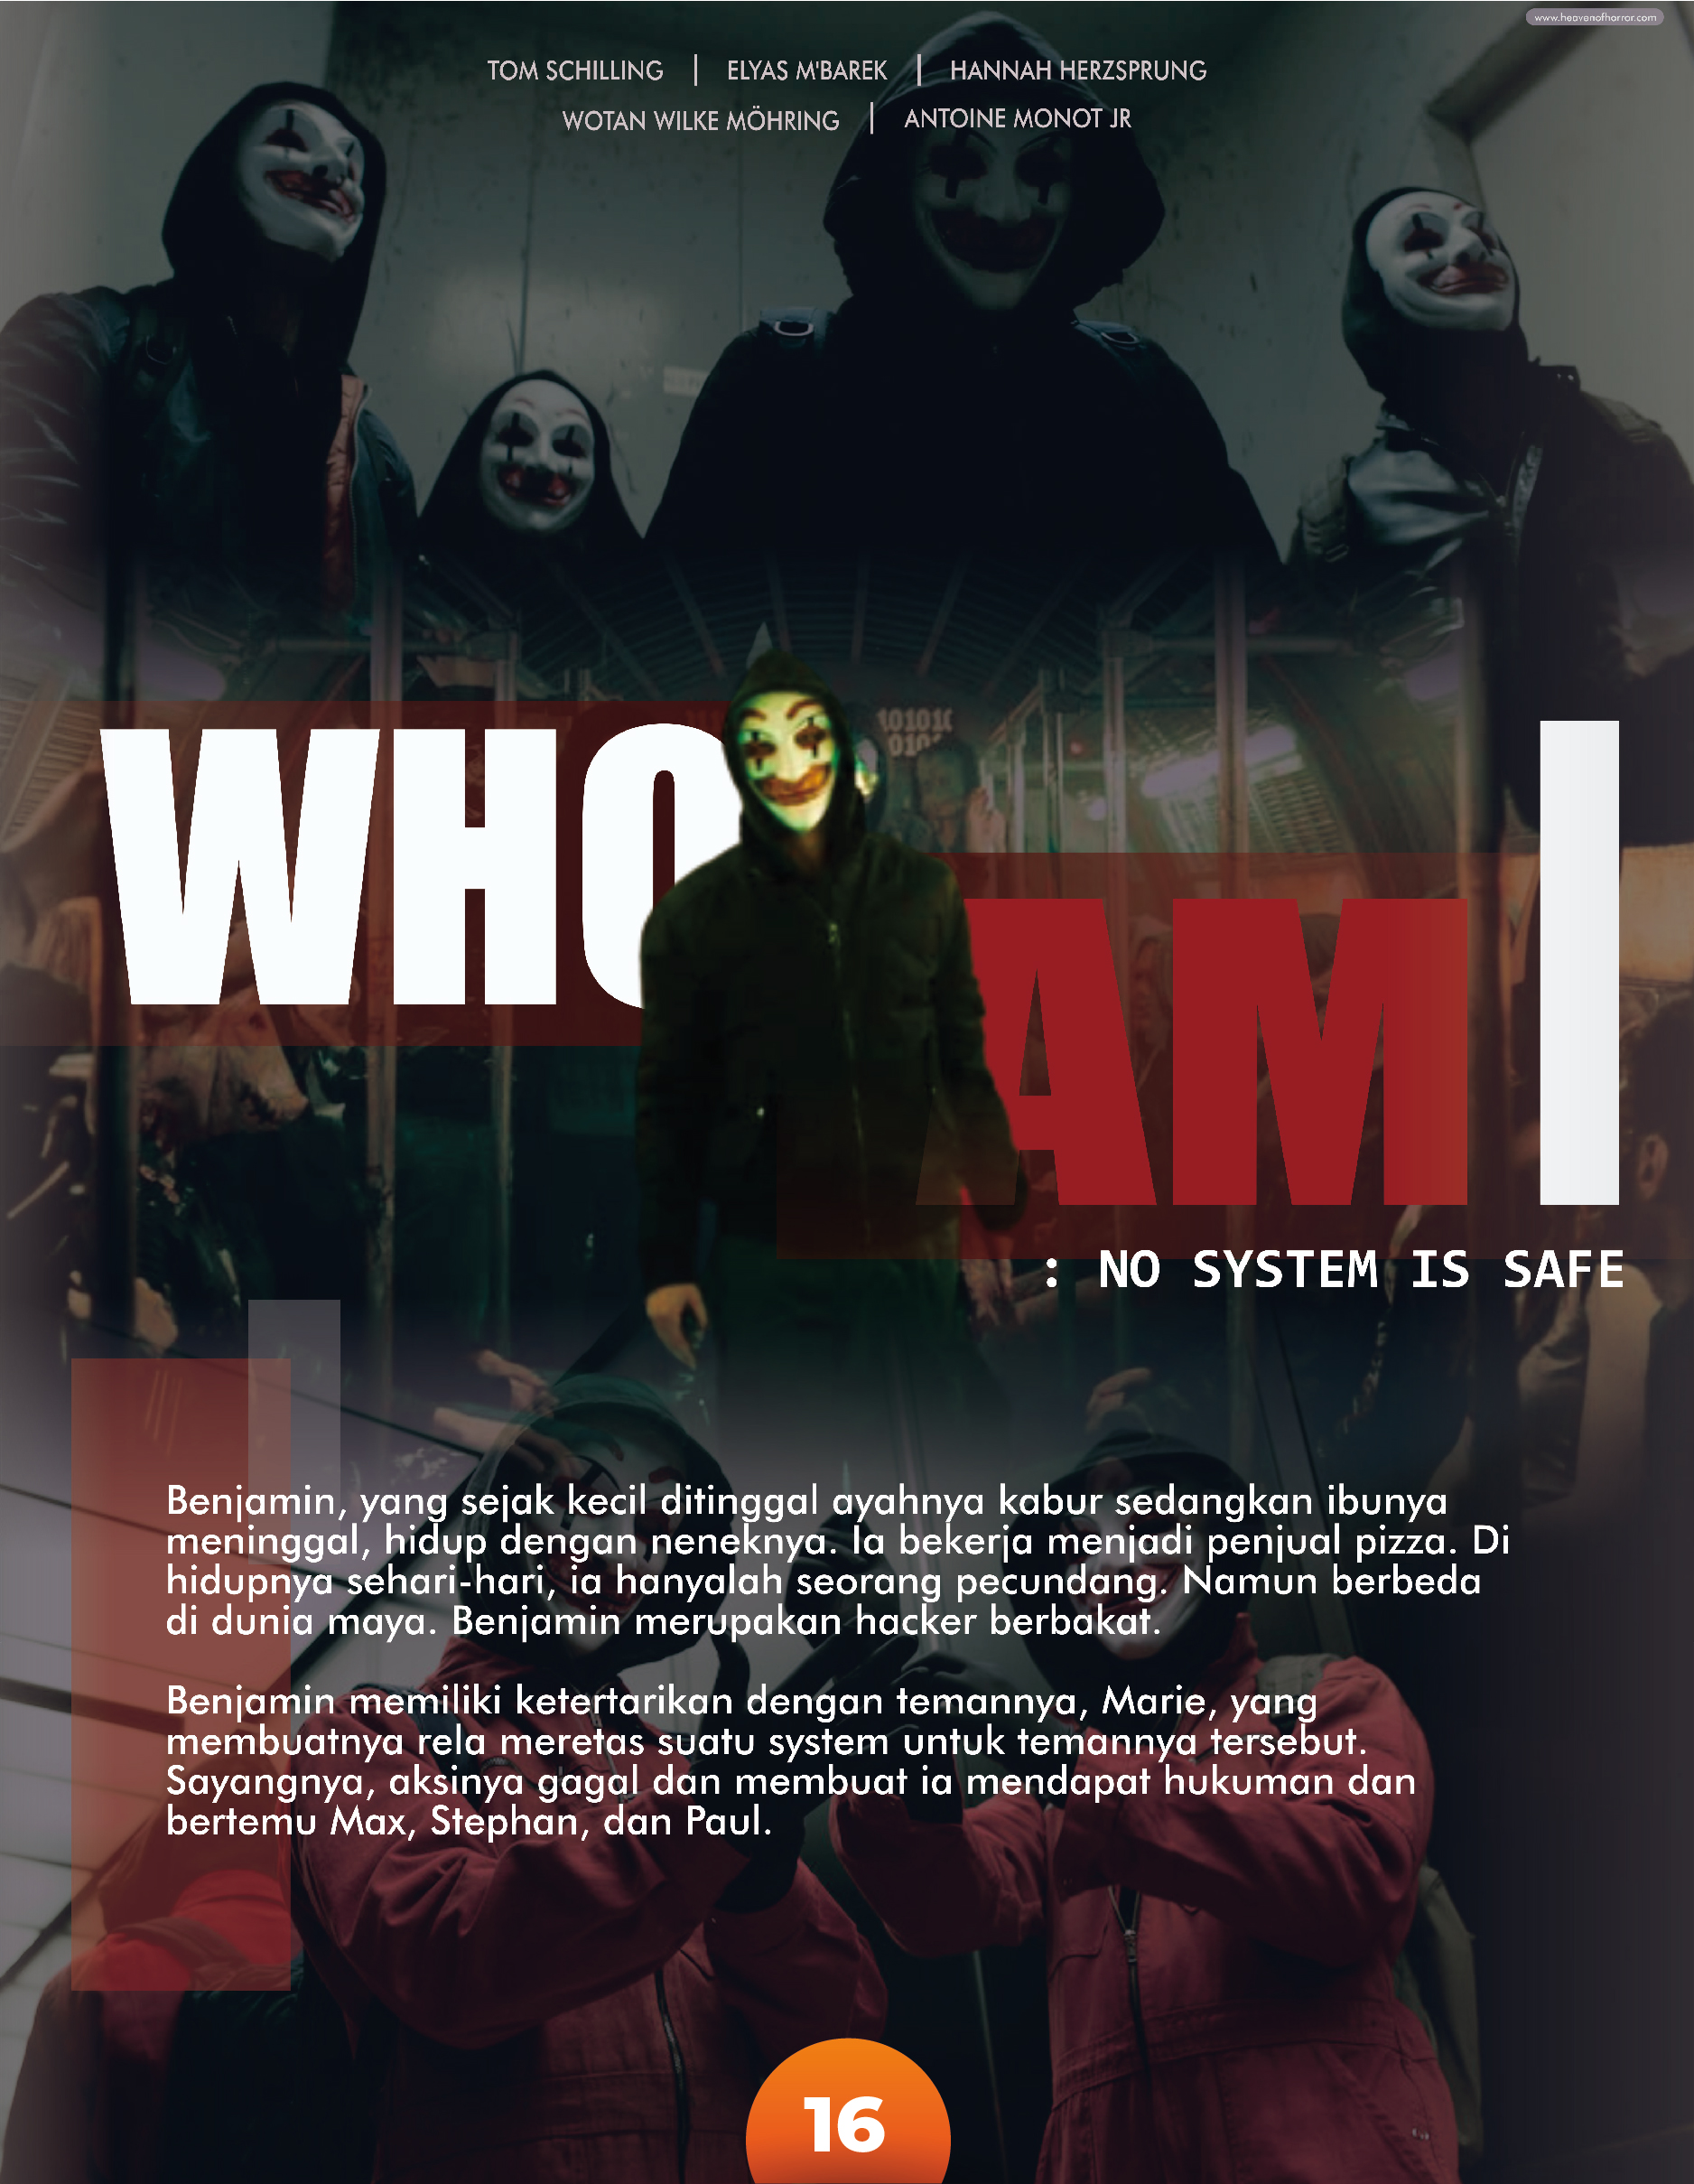 www.heavenofhorror.com
TOM SCHILLING | ELYAS M'BAREK | HANNAH HERZSPRUNG
WOTAN WILKE MÖHRING | ANTOINE MONOT JR
WHO
AM I
: NO SYSTEM IS SAFE
Benjamin, yang sejak kecil ditinggal ayahnya kabur sedangkan ibunya
meninggal, hidup dengan neneknya. Ia bekerja menjadi penjual pizza. Di
hidupnya sehari-hari, ia hanyalah seorang pecundang. Namun berbeda
di dunia maya. Benjamin merupakan hacker berbakat.
Benjamin memiliki ketertarikan dengan temannya, Marie, yang
membuatnya rela meretas suatu system untuk temannya tersebut.
Sayangnya, aksinya gagal dan membuat ia mendapat hukuman dan
bertemu Max, Stephan, dan Paul.
16